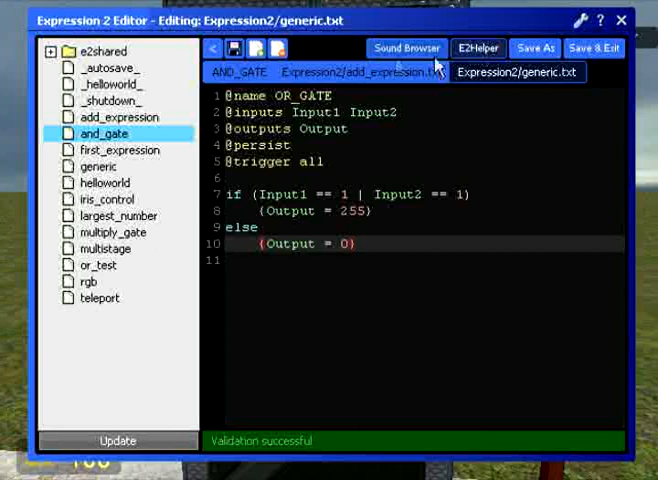 Expression 2 Editor - Editing: Expression2/generic.txt
e2shared
_autosave_
_helloworld_
_shutdown_
add_expression
and_gate
first_expression
generic
helloworld
iris_control
largest_number
multiply_gate
multistage
or_test
rgb
teleport
Update
Sound Browser E2Helper Save As Save & Exit
AND_GATE Expression2/add_expression.tx Expression2/generic.txt
1 @name OR_GATE
2 @inputs Input1 Input2
3 @outputs Output
4 @persist
5 @trigger all
6
7 if (Input1 == 1 | Input2 == 1)
8 (Output = 255)
9 else
10 (Output = 0)
11
Validation successful